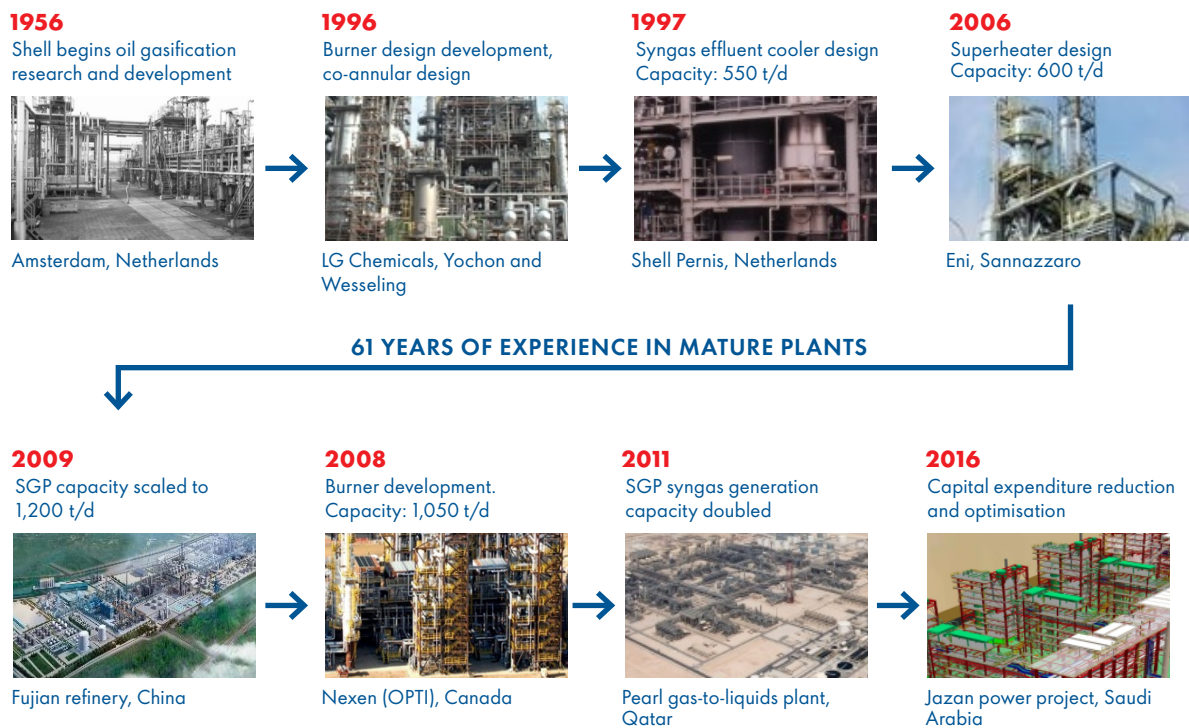 1956
Shell begins oil gasification
research and development
Amsterdam, Netherlands
1996
Burner design development,
co-annular design
LG Chemicals, Yochon and
Wesseling
1997
Syngas effluent cooler design
Capacity: 550 t/d
Shell Pernis, Netherlands
2006
Superheater design
Capacity: 600 t/d
Eni, Sannazzaro
61 YEARS OF EXPERIENCE IN MATURE PLANTS
2009
SGP capacity scaled to
1,200 t/d
Fujian refinery, China
2008
Burner development.
Capacity: 1,050 t/d
Nexen (OPTI), Canada
2011
SGP syngas generation
capacity doubled
Pearl gas-to-liquids plant,
Qatar
2016
Capital expenditure reduction
and optimisation
Jazan power project, Saudi
Arabia